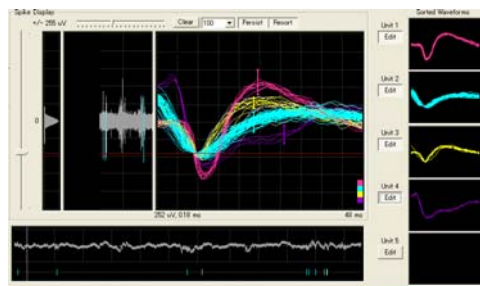 Spike Display
+/- 255 uV
Clear
100
Persist
Resort
0
252 uV, 0.18 ms
48 ms
Unit 1
Edit
Unit 2
Edit
Unit 3
Edit
Unit 4
Edit
Unit 5
Edit
Sorted Waveforms